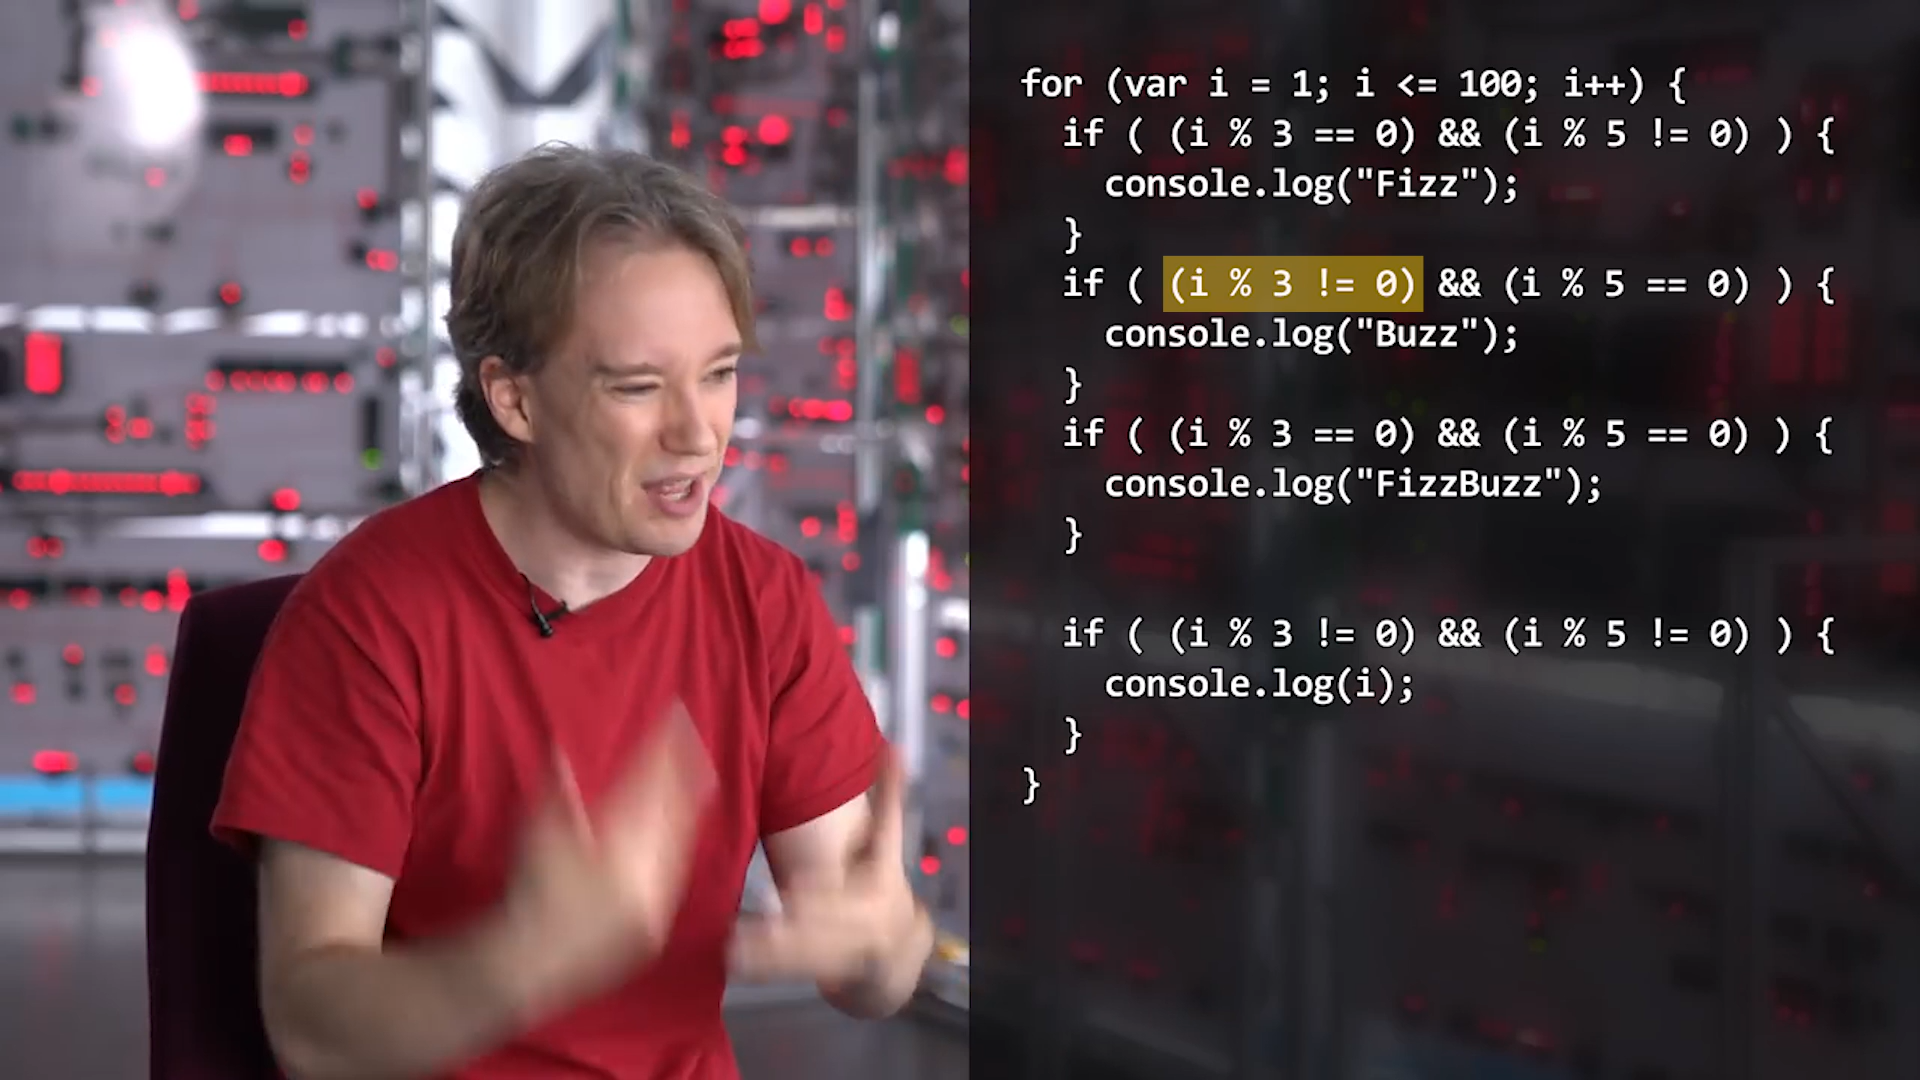 for (var i = 1; i <= 100; i++) {
if ( (i % 3 == 0) && (i % 5 != 0) ) {
console.log("Fizz");
}
if ( (i % 3 != 0) && (i % 5 == 0) ) {
console.log("Buzz");
}
if ( (i % 3 == 0) && (i % 5 == 0) ) {
console.log("FizzBuzz");
}
if ( (i % 3 != 0) && (i % 5 != 0) ) {
console.log(i);
}
}